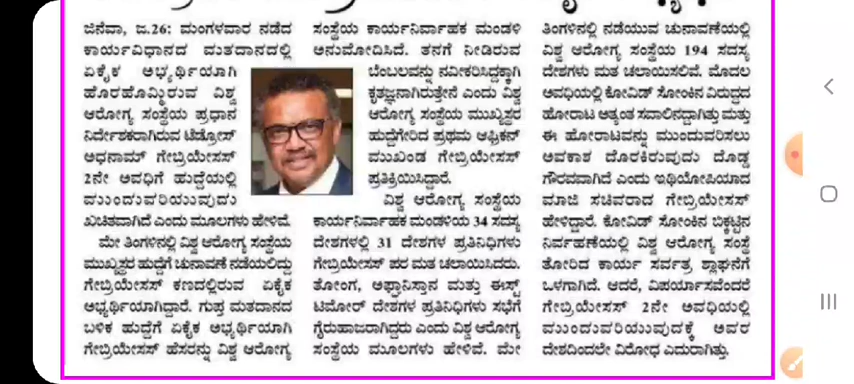 ಜಿನೆವಾ, ಜ.26: ಮಂಗಳವಾರ ನಡೆದ
ಕಾರ್ಯವಿಧಾನದ ಮತದಾನದಲ್ಲಿ
ಏಕೈಕ ಅಭ್ಯರ್ಥಿಯಾಗಿ
ಹೊರಹೊಮ್ಮಿರುವ ವಿಶ್ವ
ಆರೋಗ್ಯ ಸಂಸ್ಥೆಯ ಪ್ರಧಾನ
ನಿರ್ದೇಶಕರಾಗಿರುವ ಟೆಡ್ರೋಸ್
ಅಧನಾಮ್ ಗೇಬ್ರಿಯೇಸಸ್
2ನೇ ಅವಧಿಗೆ ಹುದ್ದೆಯಲ್ಲಿ
ಮುಂದುವರಿಯುವುದು
ಖಚಿತವಾಗಿದೆ ಎಂದು ಮೂಲಗಳು ಹೇಳಿವೆ.
ಮೇ ತಿಂಗಳಿನಲ್ಲಿ ವಿಶ್ವ ಆರೋಗ್ಯ ಸಂಸ್ಥೆಯ
ಮುಖ್ಯಸ್ಥರ ಹುದ್ದೆಗೆ ಚುನಾವಣೆ ನಡೆಯಲಿದ್ದು
ಗೇಬ್ರಿಯೇಸಸ್ ಕಣದಲ್ಲಿರುವ ಏಕೈಕ
ಅಭ್ಯರ್ಥಿಯಾಗಿದ್ದಾರೆ. ಗುಪ್ತ ಮತದಾನದ
ಬಳಿಕ ಹುದ್ದೆಗೆ ಏಕೈಕ ಅಭ್ಯರ್ಥಿಯಾಗಿ
ಗೇಬ್ರಿಯೇಸಸ್ ಹೆಸರನ್ನು ವಿಶ್ವ ಆರೋಗ್ಯ
ಸಂಸ್ಥೆಯ ಕಾರ್ಯನಿರ್ವಾಹಕ ಮಂಡಳಿ
ಅನುಮೋದಿಸಿದೆ. ತನಗೆ ನೀಡಿರುವ
ಬೆಂಬಲವನ್ನು ನವೀಕರಿಸಿದ್ದಕ್ಕಾಗಿ
ಕೃತಜ್ಞನಾಗಿರುತ್ತೇನೆ ಎಂದು ವಿಶ್ವ
ಆರೋಗ್ಯ ಸಂಸ್ಥೆಯ ಮುಖ್ಯಸ್ಥರ
ಹುದ್ದೆಗೇರಿದ ಪ್ರಥಮ ಆಫ್ರಿಕನ್
ಮುಖಂಡ ಗೇಬ್ರಿಯೇಸಸ್
ಪ್ರತಿಕ್ರಿಯಿಸಿದ್ದಾರೆ.
ವಿಶ್ವ ಆರೋಗ್ಯ ಸಂಸ್ಥೆಯ
ಕಾರ್ಯನಿರ್ವಾಹಕ ಮಂಡಳಿಯ 34 ಸದಸ್ಯ
ದೇಶಗಳಲ್ಲಿ 31 ದೇಶಗಳ ಪ್ರತಿನಿಧಿಗಳು
ಗೇಬ್ರಿಯೇಸಸ್ ಪರ ಮತ ಚಲಾಯಿಸಿದರು.
ತೋಂಗ, ಅಫ್ಘಾನಿಸ್ತಾನ ಮತ್ತು ಈಸ್ಟ್
ಟಿಮೋರ್ ದೇಶಗಳ ಪ್ರತಿನಿಧಿಗಳು ಸಭೆಗೆ
ಗೈರುಹಾಜರಾಗಿದ್ದರು ಎಂದು ವಿಶ್ವ ಆರೋಗ್ಯ
ಸಂಸ್ಥೆಯ ಮೂಲಗಳು ಹೇಳಿವೆ. ಮೇ
ತಿಂಗಳಿನಲ್ಲಿ ನಡೆಯುವ ಚುನಾವಣೆಯಲ್ಲಿ
ವಿಶ್ವ ಆರೋಗ್ಯ ಸಂಸ್ಥೆಯ 194 ಸದಸ್ಯ
ದೇಶಗಳು ಮತ ಚಲಾಯಿಸಲಿವೆ. ಮೊದಲ
ಅವಧಿಯಲ್ಲಿ ಕೋವಿಡ್ ಸೋಂಕಿನ ವಿರುದ್ಧದ
ಹೋರಾಟ ಅತ್ಯಂತ ಸವಾಲಿನದ್ದಾಗಿತ್ತು ಮತ್ತು
ಈ ಹೋರಾಟವನ್ನು ಮುಂದುವರಿಸಲು
ಅವಕಾಶ ದೊರಕಿರುವುದು ದೊಡ್ಡ
ಗೌರವವಾಗಿದೆ ಎಂದು ಇಥಿಯೋಪಿಯಾದ
ಮಾಜಿ ಸಚಿವರಾದ ಗೇಬ್ರಿಯೇಸಸ್
ಹೇಳಿದ್ದಾರೆ. ಕೋವಿಡ್ ಸೋಂಕಿನ ಬಿಕ್ಕಟ್ಟಿನ
ನಿರ್ವಹಣೆಯಲ್ಲಿ ವಿಶ್ವ ಆರೋಗ್ಯ ಸಂಸ್ಥೆ
ತೋರಿದ ಕಾರ್ಯ ಸರ್ವತ್ರ ಶ್ಲಾಘನೆಗೆ
ಒಳಗಾಗಿದೆ. ಆದರೆ, ವಿಪರ್ಯಾಸವೆಂದರೆ
ಗೇಬ್ರಿಯೇಸಸ್ 2ನೇ ಅವಧಿಯಲ್ಲಿ
ಮುಂದುವರಿಯುವುದಕ್ಕೆ ಅವರ
ದೇಶದಿಂದಲೇ ವಿರೋಧ ಎದುರಾಗಿತ್ತು.